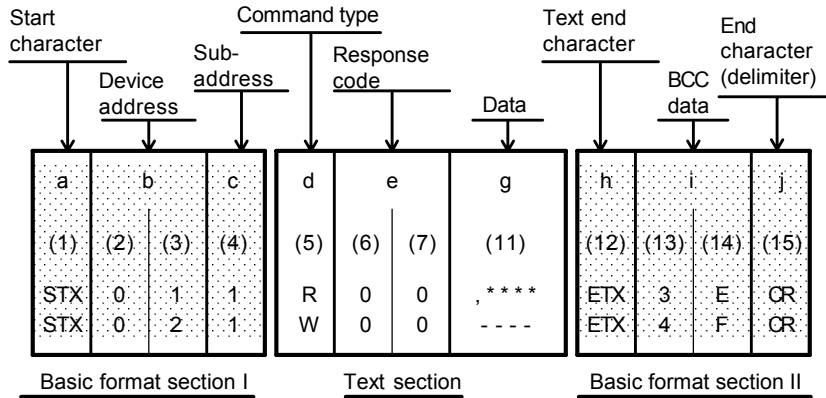 Start character
Device address
Sub-address
Command type
Response code
Data
Text end character
BCC data
End character (delimiter)
a b c d e g h i j
(1) (2) (3) (4) (5) (6) (7) (11) (12) (13) (14) (15)
STX 0 1 1 R 0 0 ,**** ETX 3 E CR
STX 0 2 1 W 0 0 ---- ETX 4 F CR
Basic format section I Text section Basic format section II